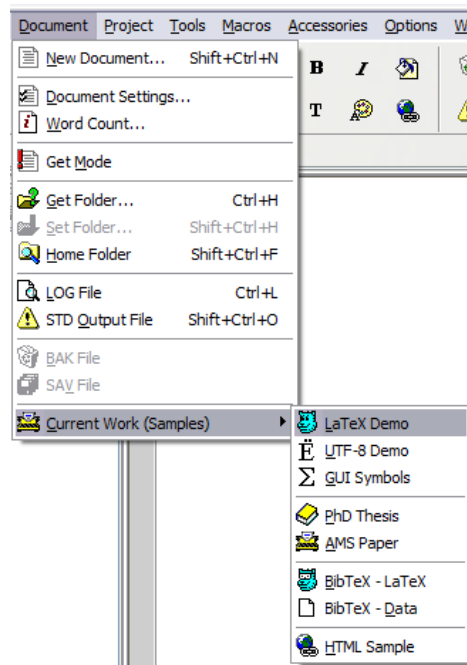 Document Project Tools Macros Accessories Options W
New Document... Shift+Ctrl+N
B I
Document Settings...
T A
Word Count...
Get Mode
Get Folder... Ctrl+H
Set Folder... Shift+Ctrl+H
Home Folder Shift+Ctrl+F
LOG File Ctrl+L
STD Output File Shift+Ctrl+O
BAK File
SAV File
Current Work (Samples)
LaTeX Demo
Ë UTF-8 Demo
Σ GUI Symbols
PhD Thesis
AMS Paper
BibTeX - LaTeX
BibTeX - Data
HTML Sample